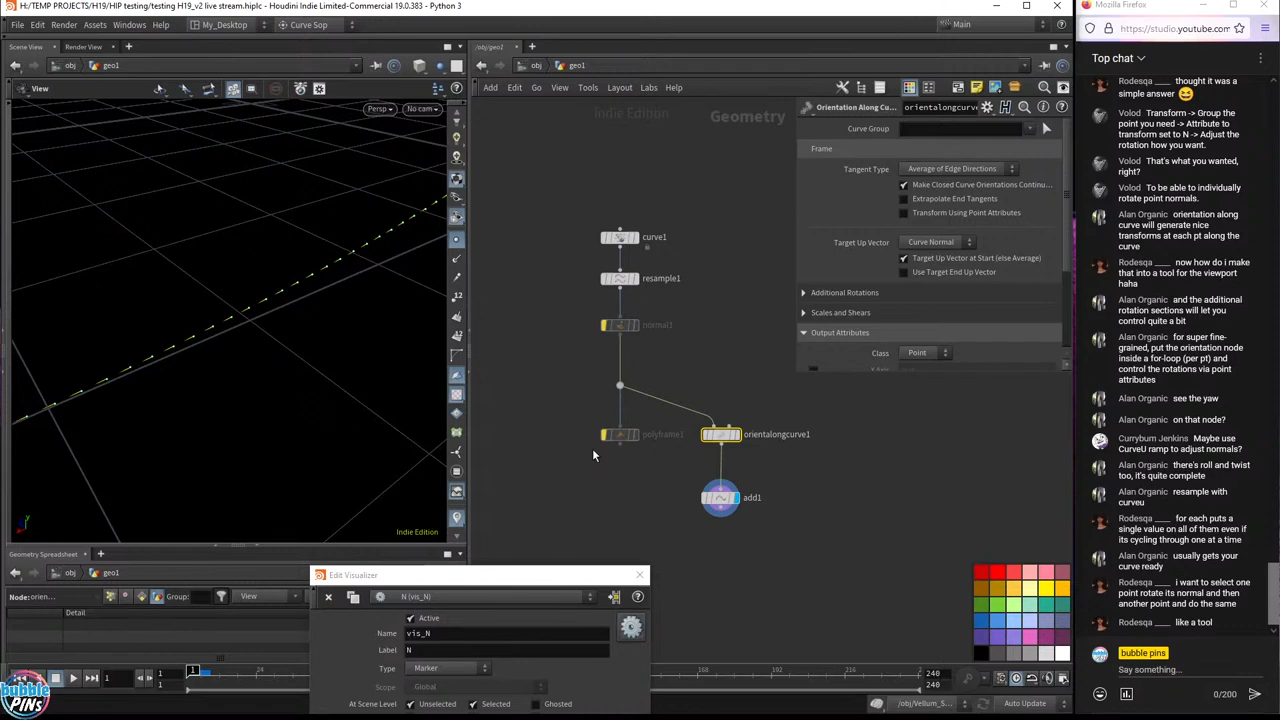 H:/TEMP PROJECTS/H19/HIP testing/testing H19_v2 live stream.hiplc - Houdini Indie Limited-Commercial 19.0.383 - Python 3
File Edit Render Assets Windows Help My_Desktop Curve Sop Main
Scene View Render View /obj/geo1
obj geo1 obj geo1
View Add Edit Go View Tools Layout Labs Help
Persp No cam
Indie Edition Geometry
Orientation Along Cu... orientalongcurve
Curve Group
Frame
Tangent Type Average of Edge Directions
Make Closed Curve Orientations Continu...
Extrapolate End Tangents
Transform Using Point Attributes
Target Up Vector Curve Normal
Target Up Vector at Start (else Average)
Use Target End Up Vector
Additional Rotations
Scales and Shears
Output Attributes
Class Point
curve1
resample1
normal1
polyframe1
orientalongcurve1
add1
12
Indie Edition
Geometry Spreadsheet
obj geo1
Node: orien... Group: View
Detail
Edit Visualizer
N (vis_N)
Active
Name vis_N
Label N
Type Marker
Scope Global
At Scene Level Unselected Selected Ghosted
1 1 1 1 24 168 192 216 240 240
/obj/Vellum_S... Auto Update
bubble
PINS
Mozilla Firefox
https://studio.youtube.com
Top chat
Rodesqa ___ thought it was a
simple answer
Volod Transform -> Group the
point you need -> Attribute to
transform set to N -> Adjust the
rotation how you want.
Volod That's what you wanted,
right?
Volod To be able to individually
rotate point normals.
Alan Organic orientation along
curve will generate nice
transforms at each pt along the
curve
Rodesqa ___ now how do i make
that into a tool for the viewport
haha
Alan Organic and the additional
rotation sections will let you
control quite a bit
Alan Organic for super fine-
grained, put the orientation node
inside a for-loop (per pt) and
control the rotations via point
attributes
Alan Organic see the yaw
Alan Organic on that node?
Currybum Jenkins Maybe use
CurveU ramp to adjust normals?
Alan Organic there's roll and twist
too, it's quite complete
Alan Organic resample with
curveu
Rodesqa ___ for each puts a
single value on all of them even if
its cycling through one at a time
Alan Organic usually gets your
curve ready
Rodesqa ___ i want to select one
point rotate its normal and then
another point and do the same
Rodesqa ___ like a tool
bubble pins
Say something...
0/200